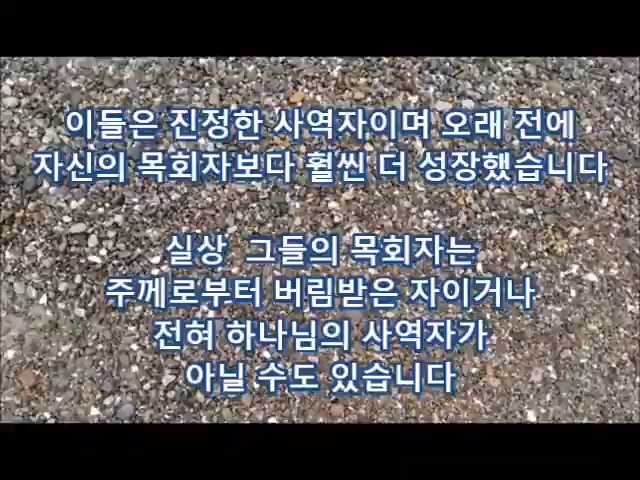 이들은 진정한 사역자이며 오래 전에
자신의 목회자보다 훨씬 더 성장했습니다
실상 그들의 목회자는
주께로부터 버림받은 자이거나
전혀 하나님의 사역자가
아닐 수도 있습니다